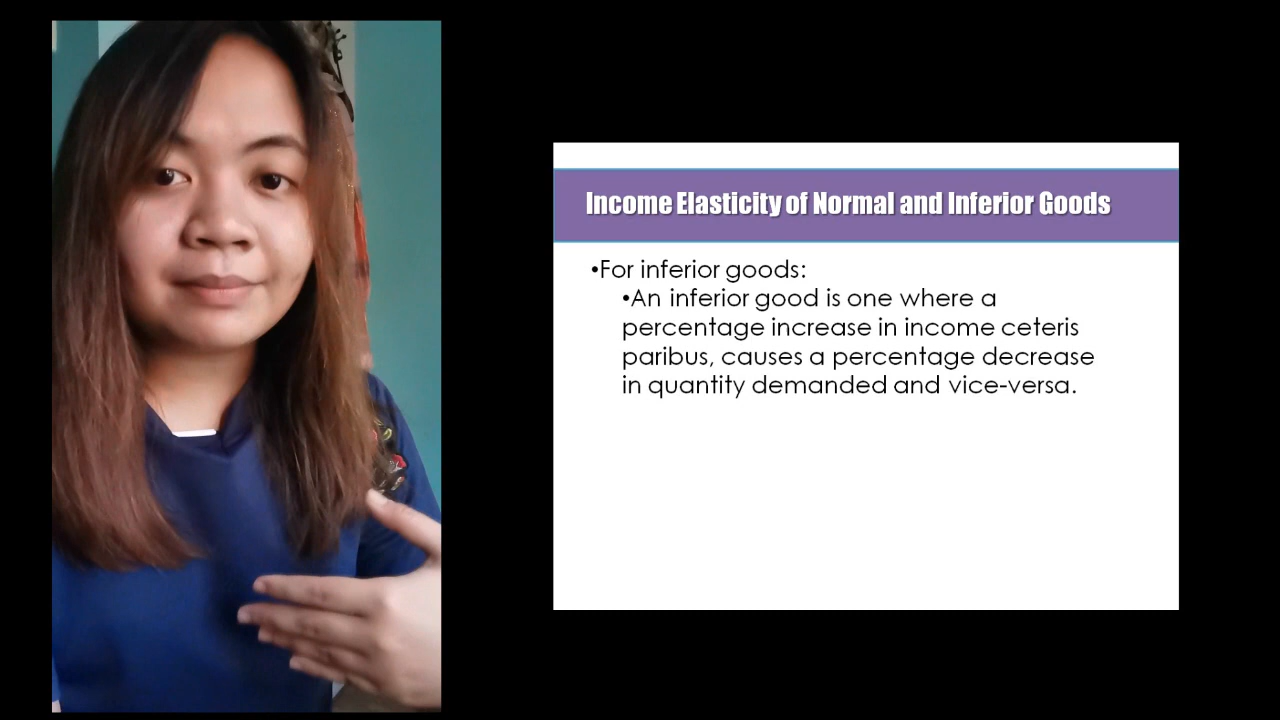 Income Elasticity of Normal and Inferior Goods
•For inferior goods:
•An inferior good is one where a
percentage increase in income ceteris
paribus, causes a percentage decrease
in quantity demanded and vice-versa.